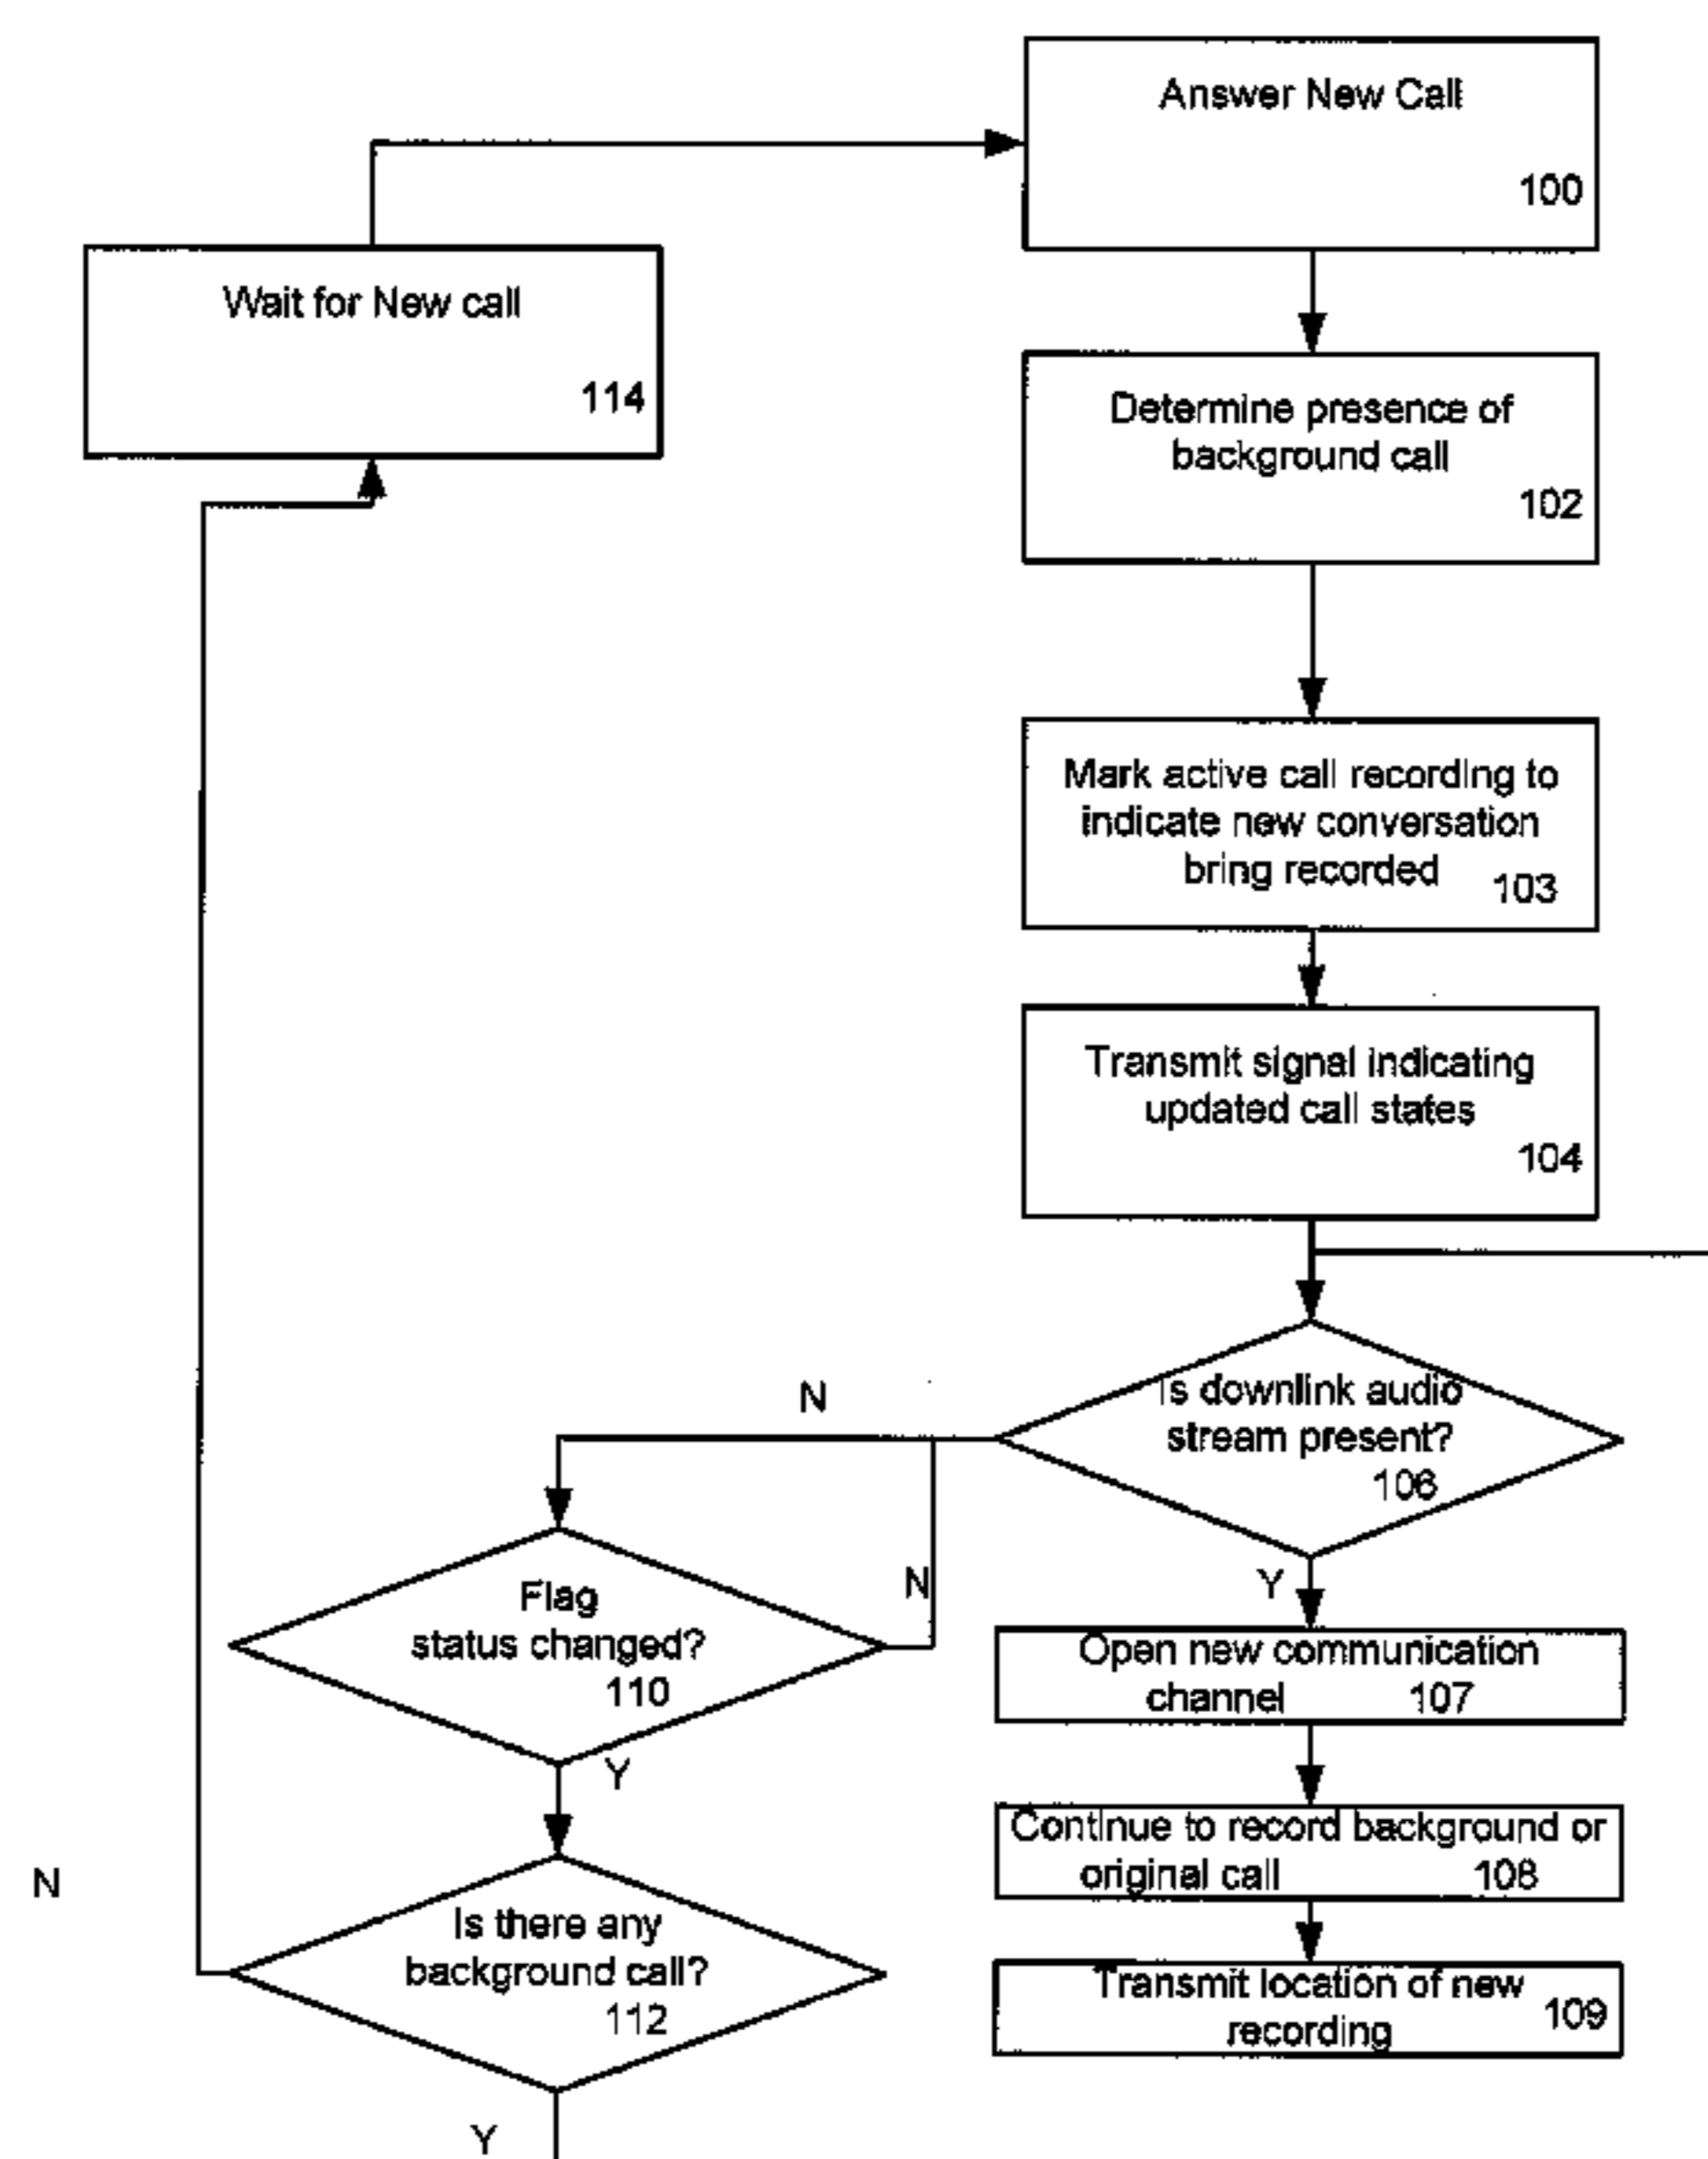 Answer New Call
100
Wait for New call
114
Determine presence of
background call
102
Mark active call recording to
indicate new conversation
bring recorded 103
Transmit signal indicating
updated call states
104
Is downlink audio
stream present?
106
N
Y
Flag
status changed?
110
N
Y
Open new communication
channel 107
Continue to record background or
original call 108
Transmit location of new
recording 109
Is there any
background call?
112
N
Y